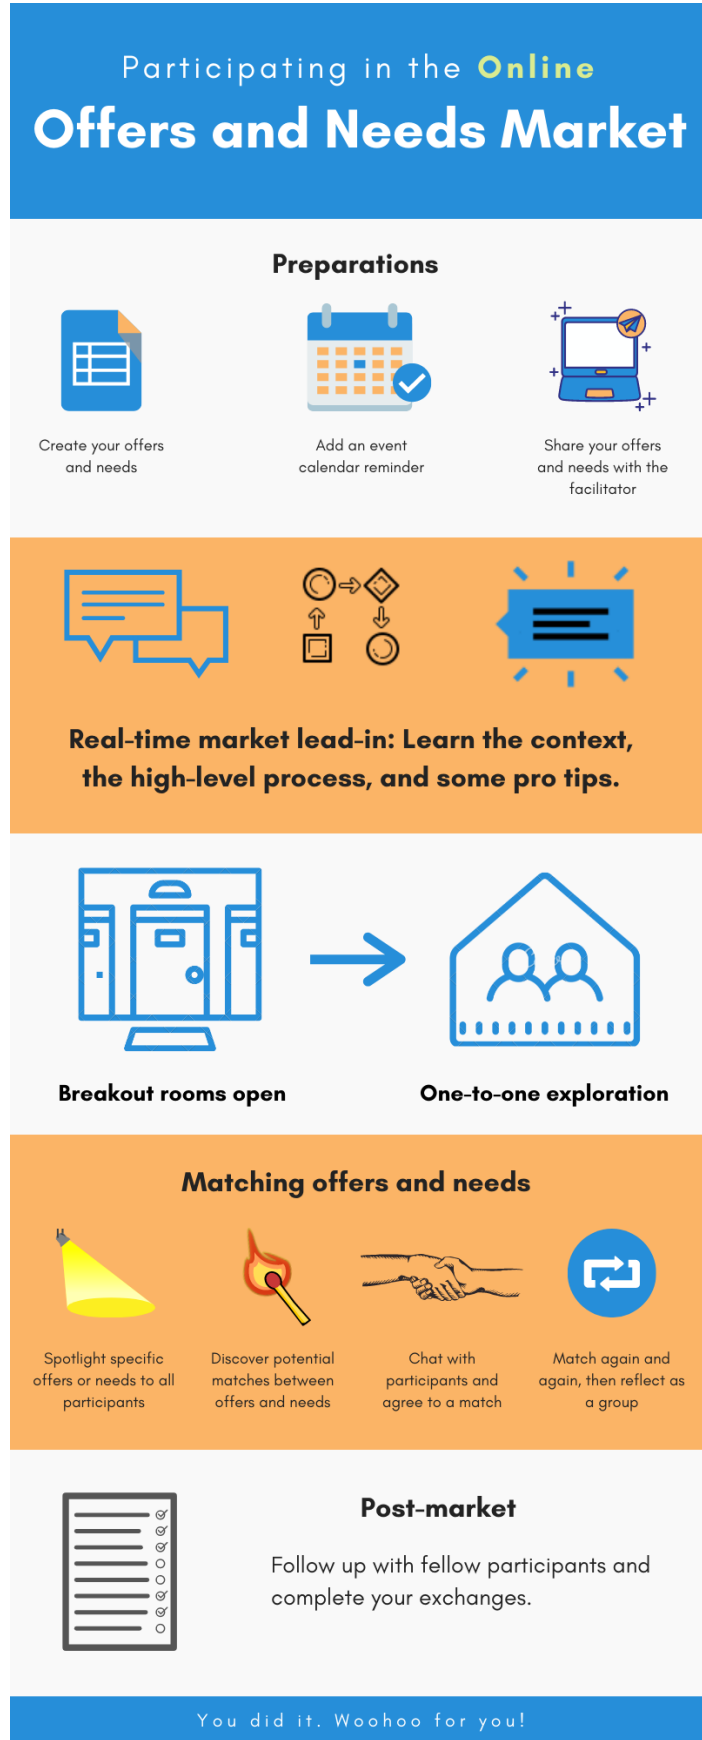 Participating in the Online
Offers and Needs Market
Preparations
Create your offers
and needs
Add an event
calendar reminder
Share your offers
and needs with the
facilitator
Real-time market lead-in: Learn the context,
the high-level process, and some pro tips.
Breakout rooms open
One-to-one exploration
Matching offers and needs
Spotlight specific
offers or needs to all
participants
Discover potential
matches between
offers and needs
Chat with
participants and
agree to a match
Match again and
again, then reflect as
a group
Post-market
Follow up with fellow participants and
complete your exchanges.
You did it. Woohoo for you!